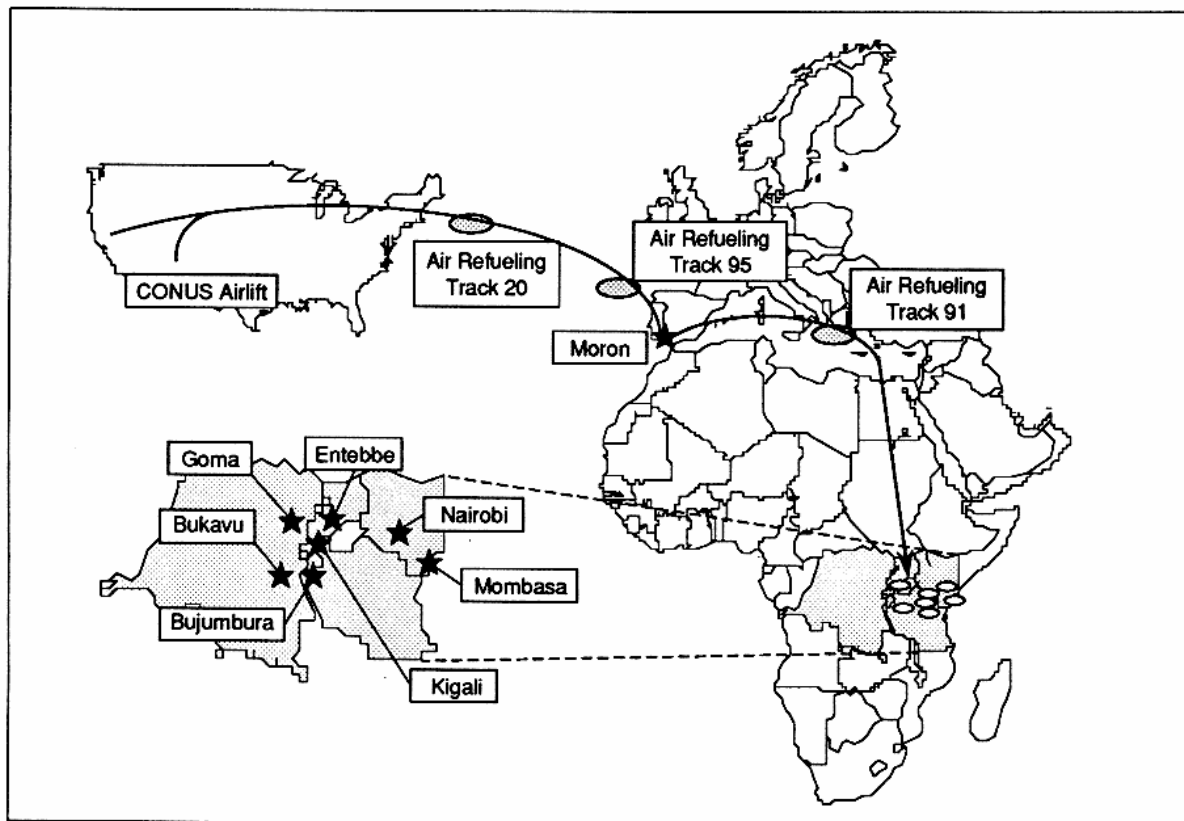 CONUS Airlift
Air Refueling
Track 20
Air Refueling
Track 95
Air Refueling
Track 91
Moron
Goma
Entebbe
Bukavu
Nairobi
Mombasa
Bujumbura
Kigali